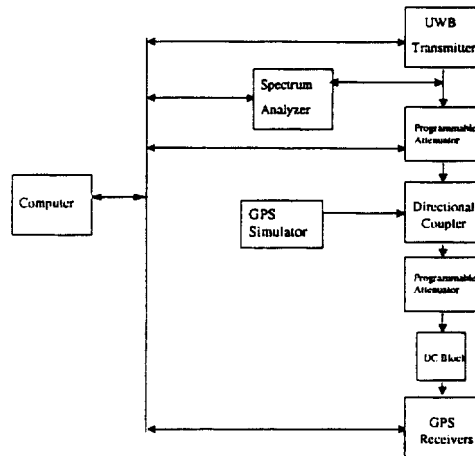 UWB
Transmitter
Spectrum
Analyzer
Programmable
Attenuator
Computer
GPS
Simulator
Directional
Coupler
Programmable
Attenuator
DC Block
GPS
Receivers